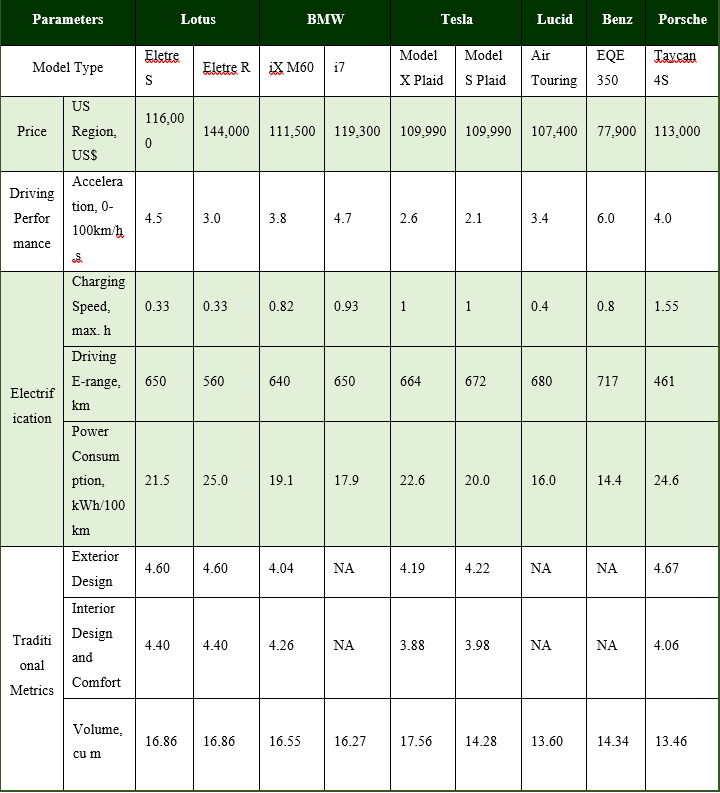 Parameters Lotus BMW Tesla Lucid Benz Porsche
Model Type Eletre S Eletre R iX M60 i7 Model X Plaid Model S Plaid Air Touring EQE 350 Taycan 4S
Price US Region, US$ 116,000 144,000 111,500 119,300 109,990 109,990 107,400 77,900 113,000
Driving Performance Acceleration, 0-100km/h, s 4.5 3.0 3.8 4.7 2.6 2.1 3.4 6.0 4.0
Electrification Charging Speed, max. h 0.33 0.33 0.82 0.93 1 1 0.4 0.8 1.55
Driving E-range, km 650 560 640 650 664 672 680 717 461
Power Consumption, kWh/100 km 21.5 25.0 19.1 17.9 22.6 20.0 16.0 14.4 24.6
Traditional Metrics Exterior Design 4.60 4.60 4.04 NA 4.19 4.22 NA NA 4.67
Interior Design and Comfort 4.40 4.40 4.26 NA 3.88 3.98 NA NA 4.06
Volume, cu m 16.86 16.86 16.55 16.27 17.56 14.28 13.60 14.34 13.46